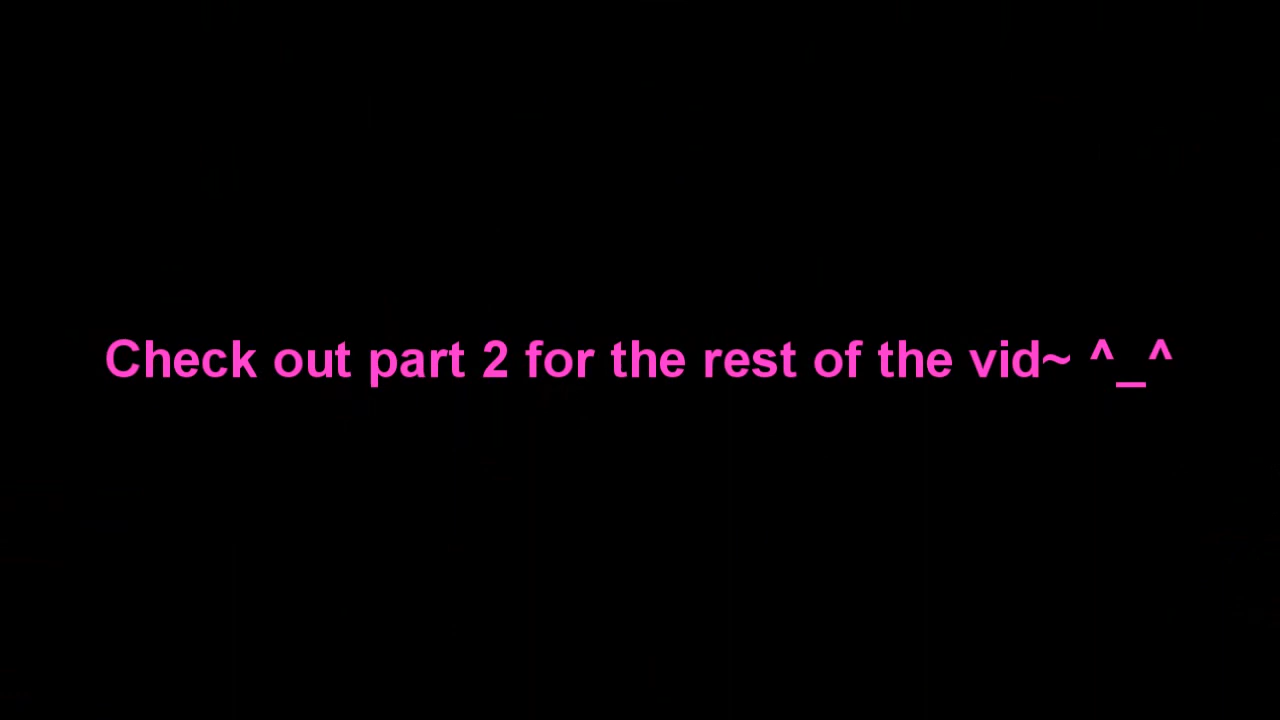 Check out part 2 for the rest of the vid~ ^_^